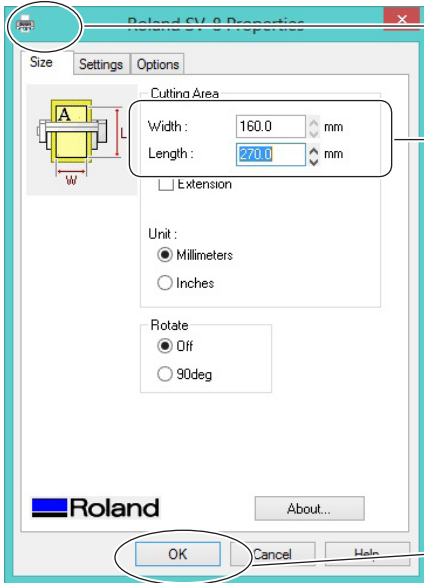 Roland SV-8 Properties
Size Settings Options
Cutting Area
A
L
W
Width : 160.0 mm
Length : 270.0 mm
Extension
Unit :
Millimeters
Inches
Rotate
Off
90deg
Roland
About...
OK Cancel Help